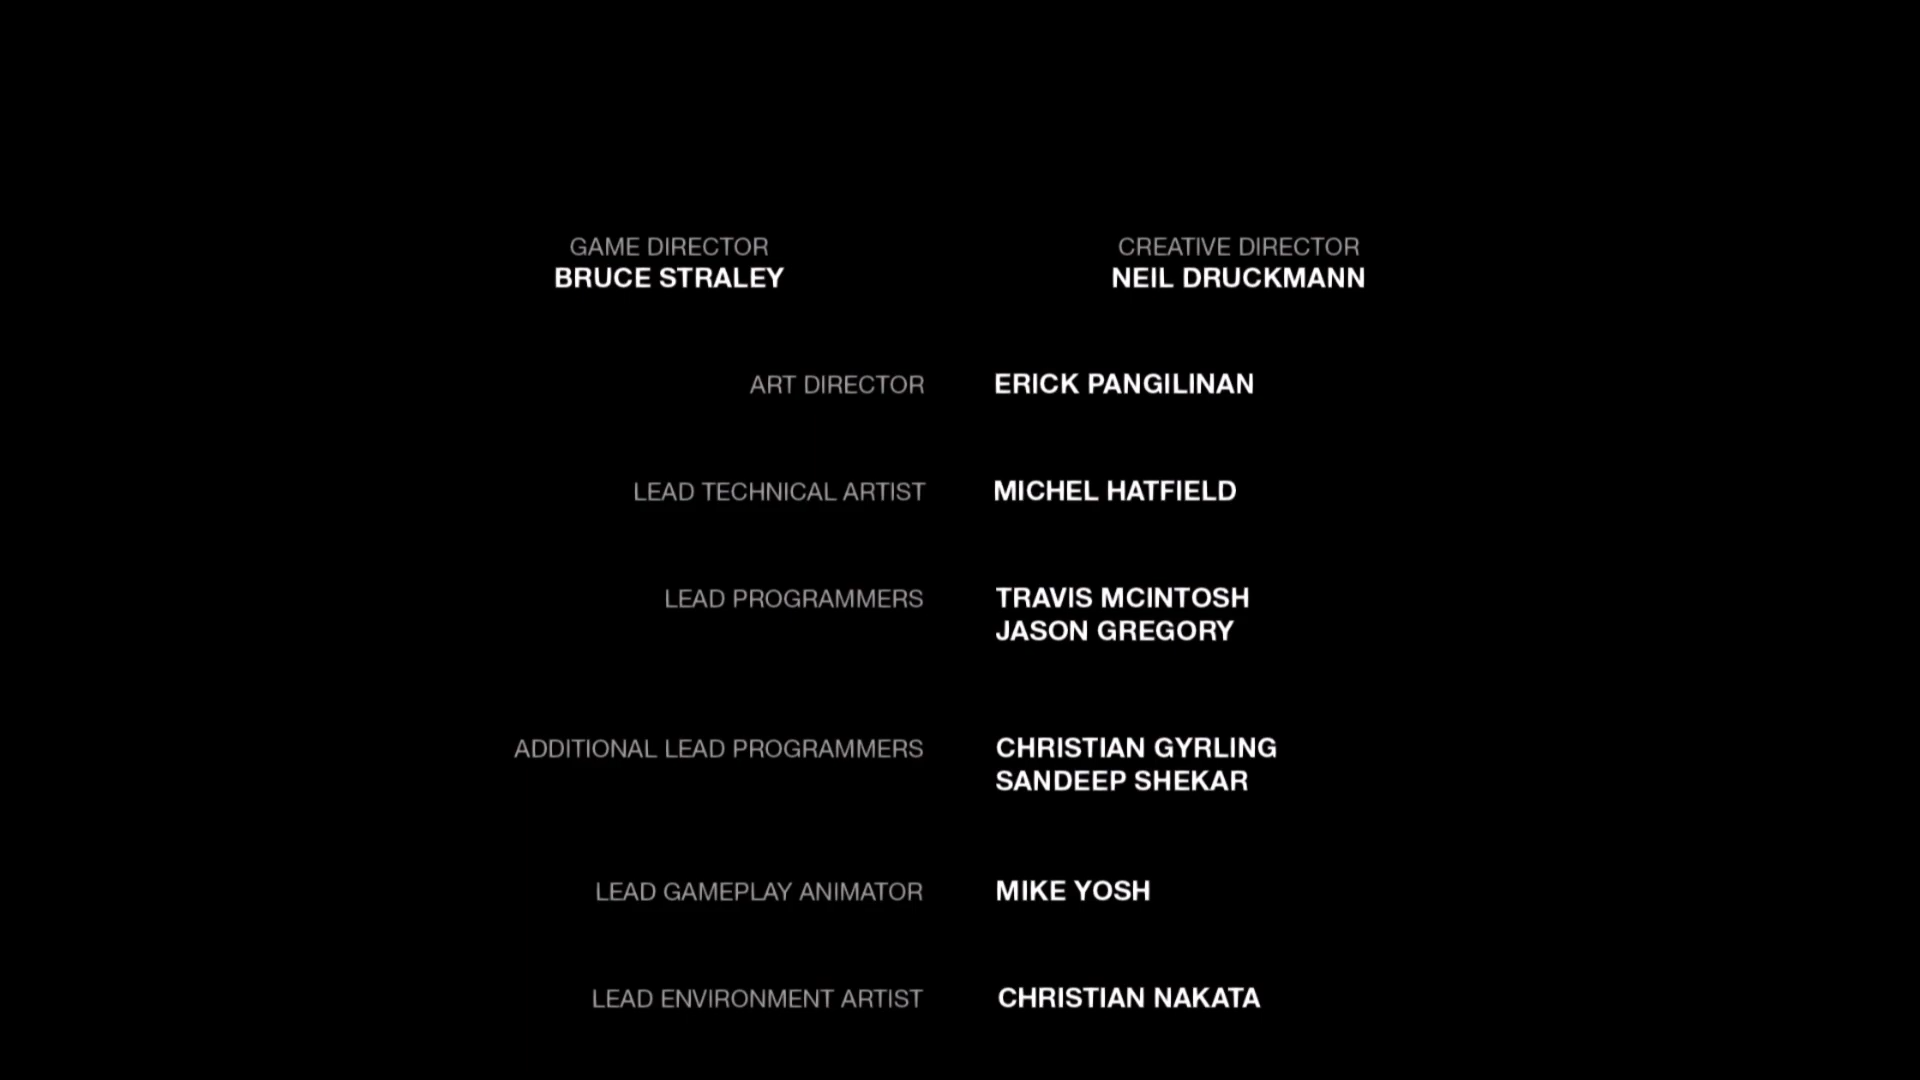 GAME DIRECTOR
BRUCE STRALEY
CREATIVE DIRECTOR
NEIL DRUCKMANN
ART DIRECTOR
ERICK PANGILINAN
LEAD TECHNICAL ARTIST
MICHEL HATFIELD
LEAD PROGRAMMERS
TRAVIS MCINTOSH
JASON GREGORY
ADDITIONAL LEAD PROGRAMMERS
CHRISTIAN GYRLING
SANDEEP SHEKAR
LEAD GAMEPLAY ANIMATOR
MIKE YOSH
LEAD ENVIRONMENT ARTIST
CHRISTIAN NAKATA